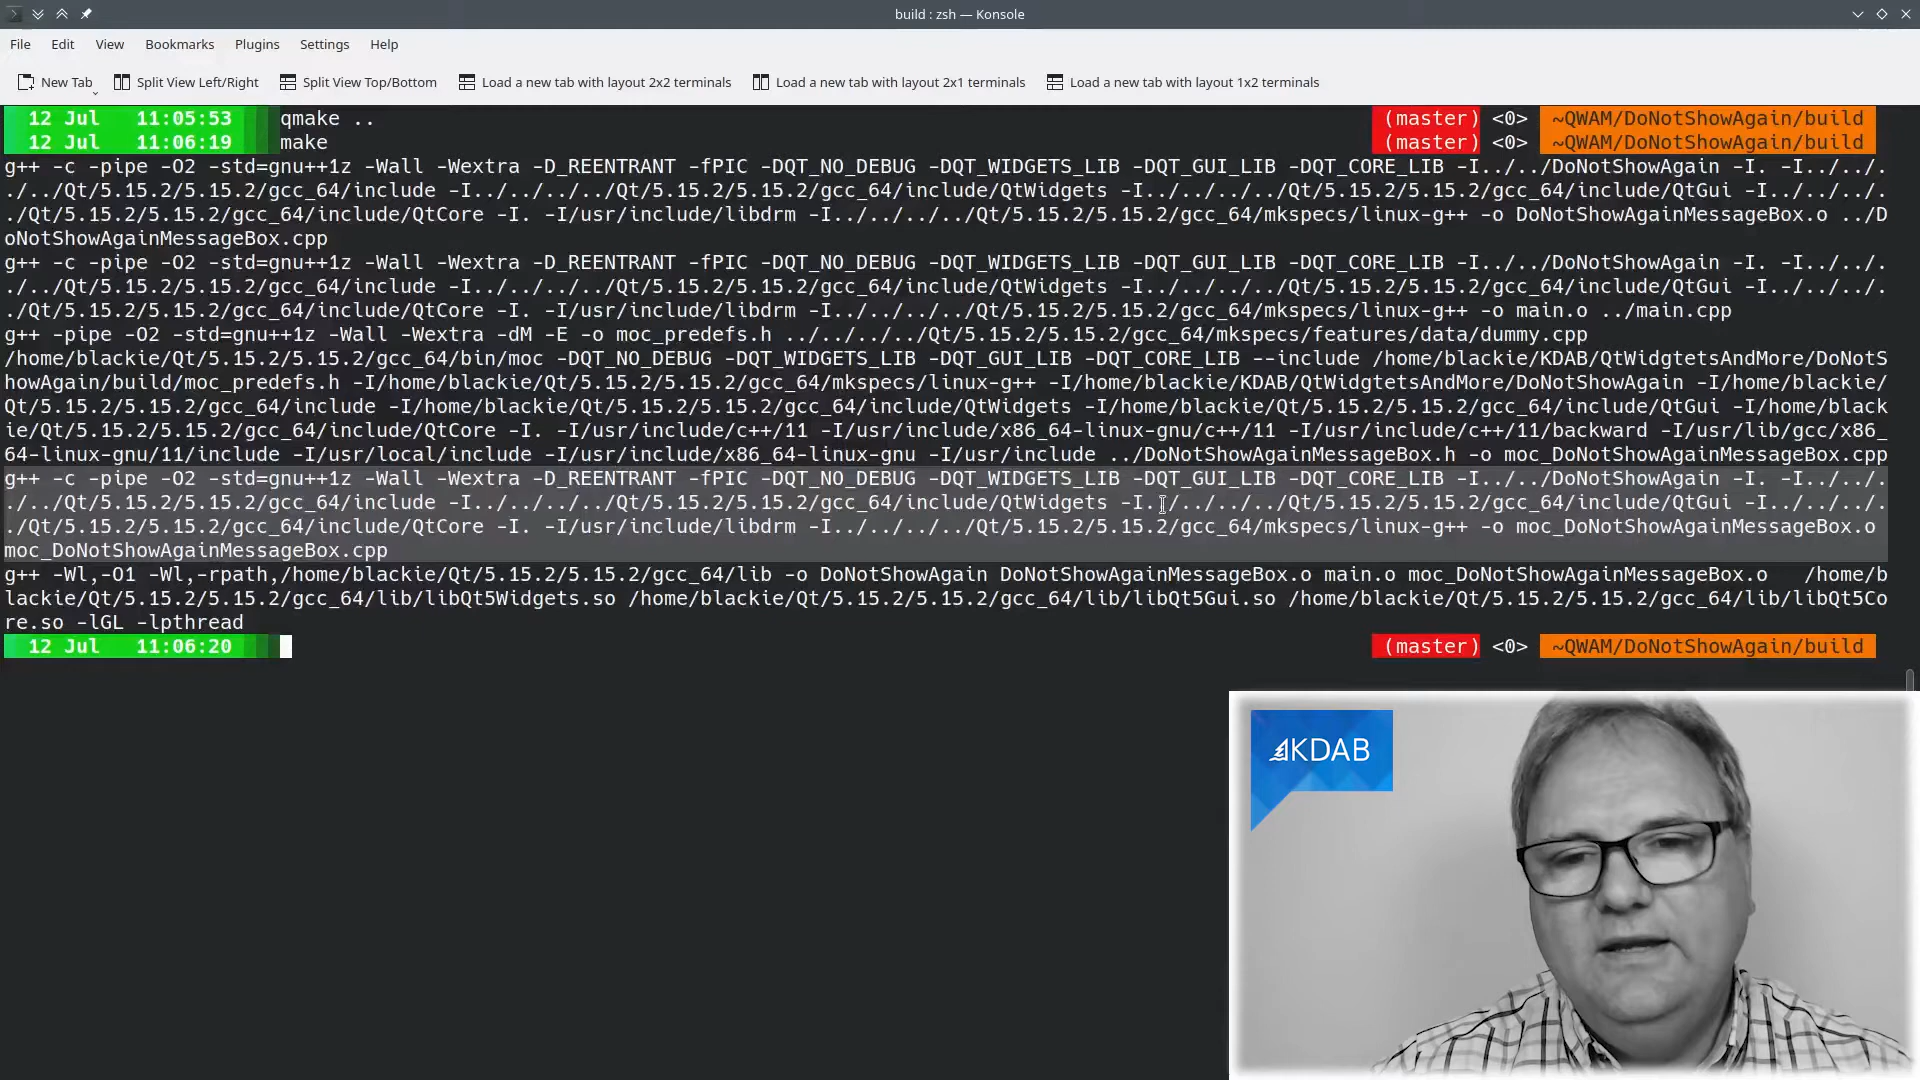 build : zsh — Konsole
File Edit View Bookmarks Plugins Settings Help
New Tab Split View Left/Right Split View Top/Bottom Load a new tab with layout 2x2 terminals Load a new tab with layout 2x1 terminals Load a new tab with layout 1x2 terminals
12 Jul 11:05:53 qmake .. (master) <0> ~QWAM/DoNotShowAgain/build
12 Jul 11:06:19 make (master) <0> ~QWAM/DoNotShowAgain/build
g++ -c -pipe -O2 -std=gnu++1z -Wall -Wextra -D_REENTRANT -fPIC -DQT_NO_DEBUG -DQT_WIDGETS_LIB -DQT_GUI_LIB -DQT_CORE_LIB -I../../DoNotShowAgain -I. -I../../.
./../Qt/5.15.2/5.15.2/gcc_64/include -I../../../../Qt/5.15.2/5.15.2/gcc_64/include/QtWidgets -I../../../../Qt/5.15.2/5.15.2/gcc_64/include/QtGui -I../../../.
./Qt/5.15.2/5.15.2/gcc_64/include/QtCore -I. -I/usr/include/libdrm -I../../../../Qt/5.15.2/5.15.2/gcc_64/mkspecs/linux-g++ -o DoNotShowAgainMessageBox.o ../D
oNotShowAgainMessageBox.cpp
g++ -c -pipe -O2 -std=gnu++1z -Wall -Wextra -D_REENTRANT -fPIC -DQT_NO_DEBUG -DQT_WIDGETS_LIB -DQT_GUI_LIB -DQT_CORE_LIB -I../../DoNotShowAgain -I. -I../../.
./../Qt/5.15.2/5.15.2/gcc_64/include -I../../../../Qt/5.15.2/5.15.2/gcc_64/include/QtWidgets -I../../../../Qt/5.15.2/5.15.2/gcc_64/include/QtGui -I../../../.
./Qt/5.15.2/5.15.2/gcc_64/include/QtCore -I. -I/usr/include/libdrm -I../../../../Qt/5.15.2/5.15.2/gcc_64/mkspecs/linux-g++ -o main.o ../main.cpp
g++ -pipe -O2 -std=gnu++1z -Wall -Wextra -dM -E -o moc_predefs.h ../../../../Qt/5.15.2/5.15.2/gcc_64/mkspecs/features/data/dummy.cpp
/home/blackie/Qt/5.15.2/5.15.2/gcc_64/bin/moc -DQT_NO_DEBUG -DQT_WIDGETS_LIB -DQT_GUI_LIB -DQT_CORE_LIB --include /home/blackie/KDAB/QtWidgtetsAndMore/DoNotS
howAgain/build/moc_predefs.h -I/home/blackie/Qt/5.15.2/5.15.2/gcc_64/mkspecs/linux-g++ -I/home/blackie/KDAB/QtWidgtetsAndMore/DoNotShowAgain -I/home/blackie/
Qt/5.15.2/5.15.2/gcc_64/include -I/home/blackie/Qt/5.15.2/5.15.2/gcc_64/include/QtWidgets -I/home/blackie/Qt/5.15.2/5.15.2/gcc_64/include/QtGui -I/home/black
ie/Qt/5.15.2/5.15.2/gcc_64/include/QtCore -I. -I/usr/include/c++/11 -I/usr/include/x86_64-linux-gnu/c++/11 -I/usr/include/c++/11/backward -I/usr/lib/gcc/x86_
64-linux-gnu/11/include -I/usr/local/include -I/usr/include/x86_64-linux-gnu -I/usr/include ../DoNotShowAgainMessageBox.h -o moc_DoNotShowAgainMessageBox.cpp
g++ -c -pipe -O2 -std=gnu++1z -Wall -Wextra -D_REENTRANT -fPIC -DQT_NO_DEBUG -DQT_WIDGETS_LIB -DQT_GUI_LIB -DQT_CORE_LIB -I../../DoNotShowAgain -I. -I../../.
./../Qt/5.15.2/5.15.2/gcc_64/include -I../../../../Qt/5.15.2/5.15.2/gcc_64/include/QtWidgets -I../../../../Qt/5.15.2/5.15.2/gcc_64/include/QtGui -I../../../.
./Qt/5.15.2/5.15.2/gcc_64/include/QtCore -I. -I/usr/include/libdrm -I../../../../Qt/5.15.2/5.15.2/gcc_64/mkspecs/linux-g++ -o moc_DoNotShowAgainMessageBox.o
moc_DoNotShowAgainMessageBox.cpp
g++ -Wl,-O1 -Wl,-rpath,/home/blackie/Qt/5.15.2/5.15.2/gcc_64/lib -o DoNotShowAgain DoNotShowAgainMessageBox.o main.o moc_DoNotShowAgainMessageBox.o /home/b
lackie/Qt/5.15.2/5.15.2/gcc_64/lib/libQt5Widgets.so /home/blackie/Qt/5.15.2/5.15.2/gcc_64/lib/libQt5Gui.so /home/blackie/Qt/5.15.2/5.15.2/gcc_64/lib/libQt5Co
re.so -lGL -lpthread
12 Jul 11:06:20 (master) <0> ~QWAM/DoNotShowAgain/build
KDAB